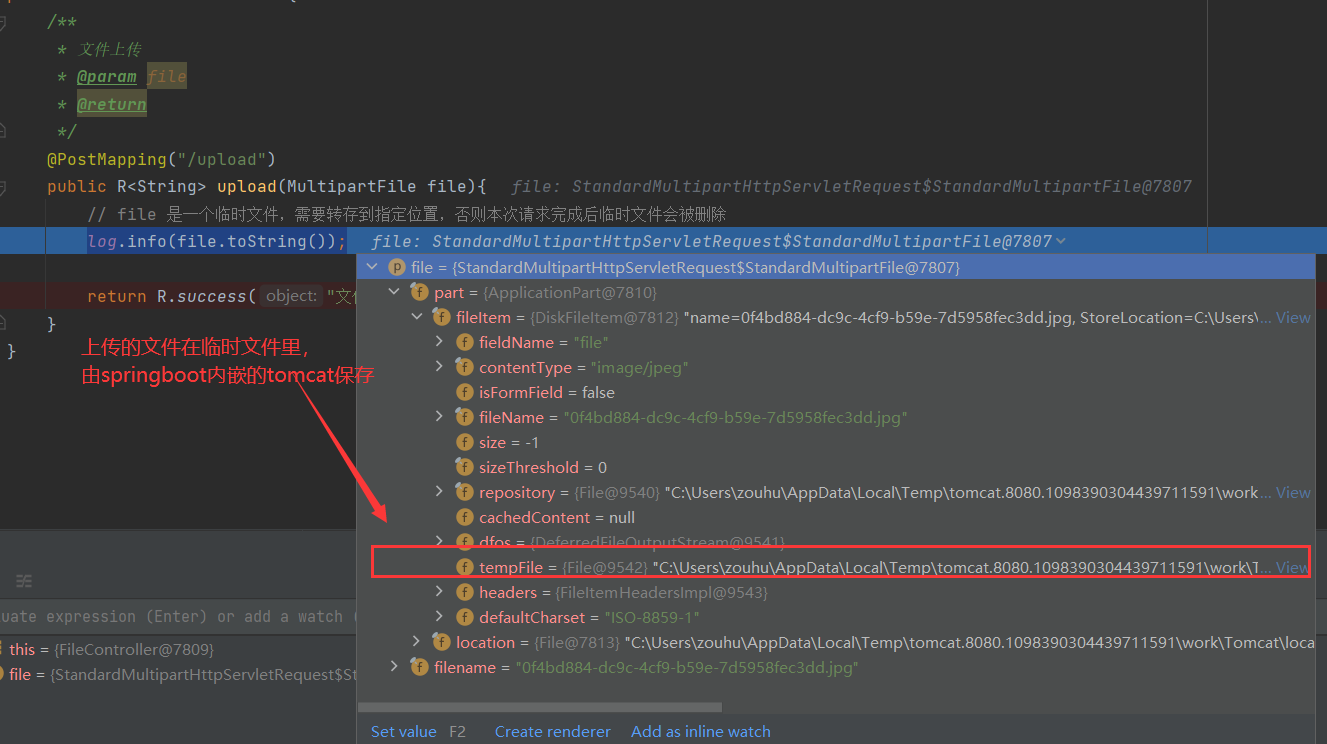 /**
* 文件上传
* @param file
* @return
*/
@PostMapping("/upload")
public R<String> upload(MultipartFile file){ file: StandardMultipartHttpServletRequest$StandardMultipartFile@7807
// file 是一个临时文件，需要转存到指定位置，否则本次请求完成后临时文件会被删除
log.info(file.toString()); file: StandardMultipartHttpServletRequest$StandardMultipartFile@7807
file = {StandardMultipartHttpServletRequest$StandardMultipartFile@7807}
part = {ApplicationPart@7810}
return R.success( object: "文
}
fileItem = {DiskFileItem@7812} "name=0f4bd884-dc9c-4cf9-b59e-7d5958fec3dd.jpg, StoreLocation=C:\Users\... View
}
上传的文件在临时文件里，
由springboot内嵌的tomcat保存
fieldName = "file"
contentType = "image/jpeg"
isFormField = false
fileName = "0f4bd884-dc9c-4cf9-b59e-7d5958fec3dd.jpg"
size = -1
sizeThreshold = 0
repository = {File@9540} "C:\Users\zouhu\AppData\Local\Temp\tomcat.8080.1098390304439711591\work... View
cachedContent = null
dfos = {DeferredFileOutputStream@9541}
tempFile = {File@9542} "C:\Users\zouhu\AppData\Local\Temp\tomcat.8080.1098390304439711591\work\T... View
headers = {FileItemHeadersImpl@9543}
defaultCharset = "ISO-8859-1"
location = {File@7813} "C:\Users\zouhu\AppData\Local\Temp\tomcat.8080.1098390304439711591\work\Tomcat\loca
filename = "0f4bd884-dc9c-4cf9-b59e-7d5958fec3dd.jpg"
uate expression (Enter) or add a watch (
this = {FileController@7809}
file = {StandardMultipartHttpServletRequest$St
Set value F2 Create renderer Add as inline watch